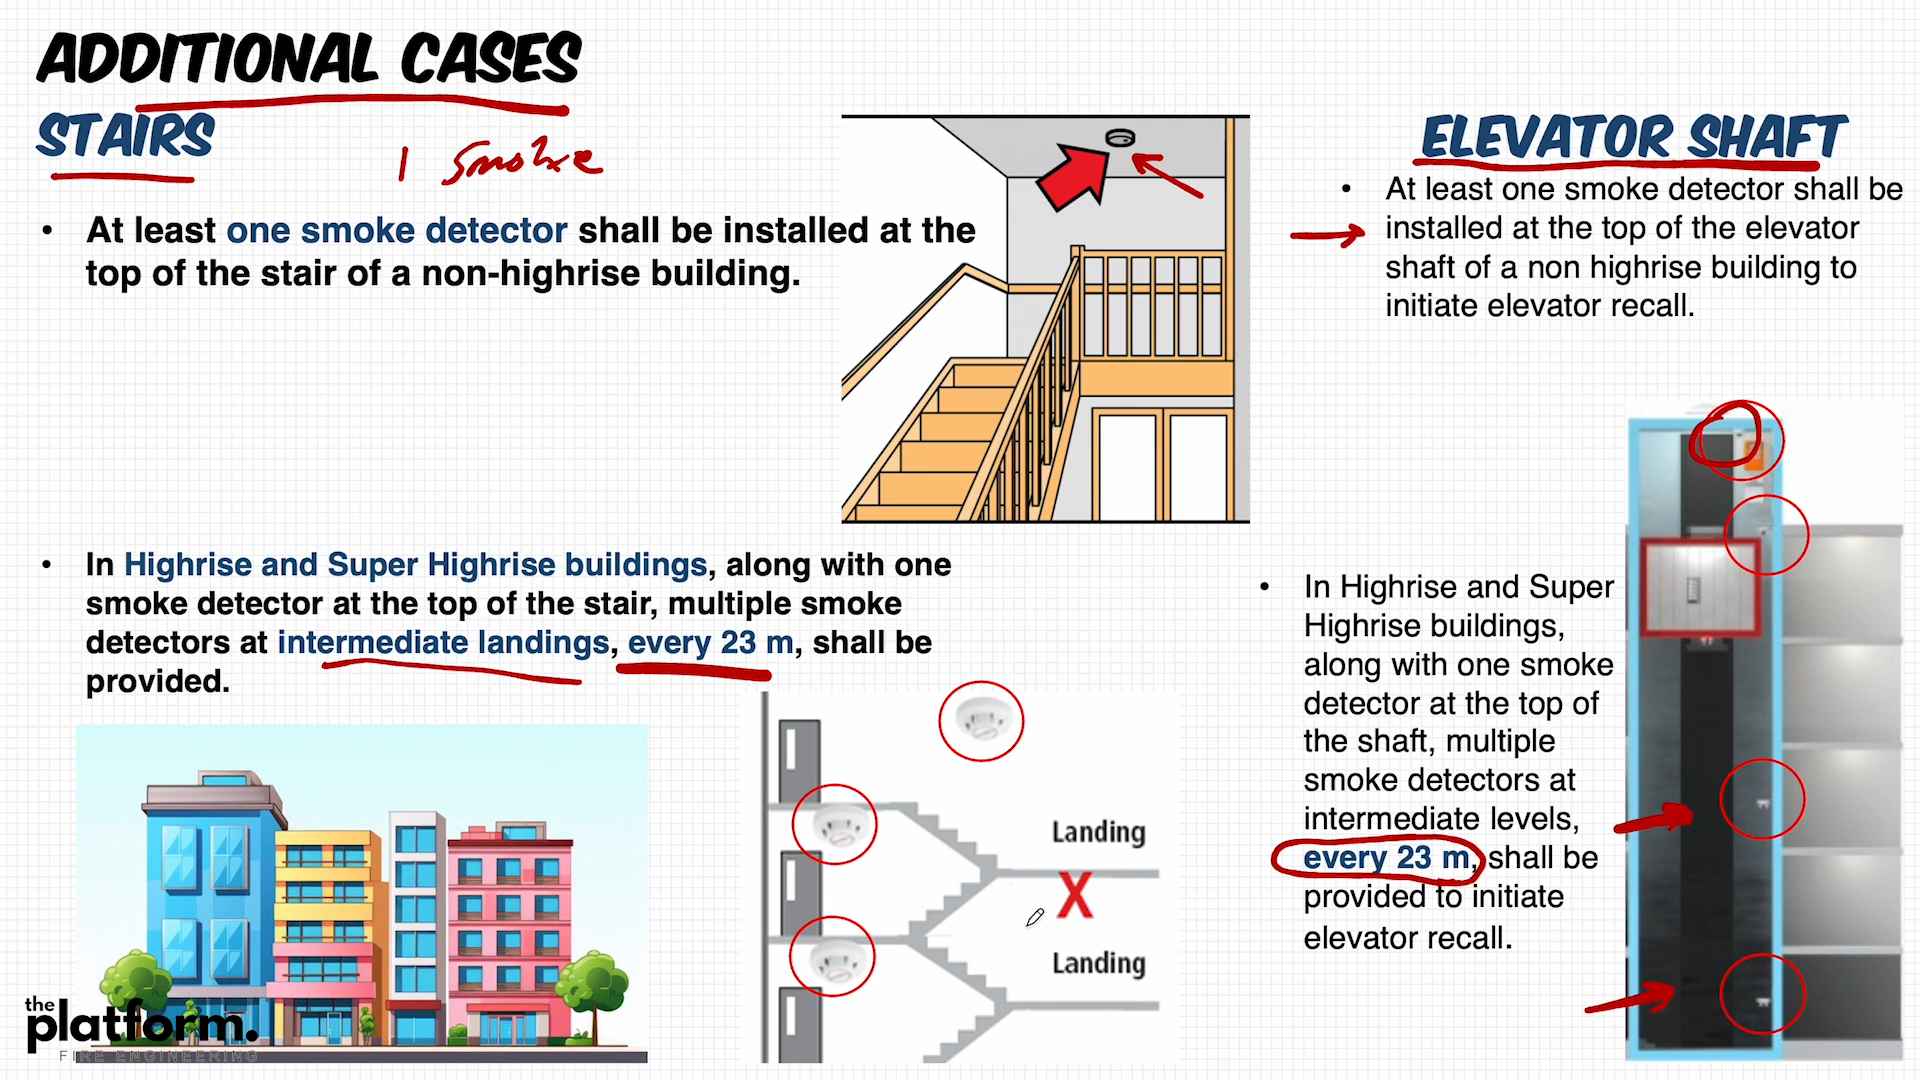 ADDITIONAL CASES
STAIRS
1 Smoke
• At least one smoke detector shall be installed at the
top of the stair of a non-highrise building.
• In Highrise and Super Highrise buildings, along with one
smoke detector at the top of the stair, multiple smoke
detectors at intermediate landings, every 23 m, shall be
provided.
Landing
X
Landing
ELEVATOR SHAFT
• At least one smoke detector shall be
installed at the top of the elevator
shaft of a non highrise building to
initiate elevator recall.
• In Highrise and Super
Highrise buildings,
along with one smoke
detector at the top of
the shaft, multiple
smoke detectors at
intermediate levels,
every 23 m, shall be
provided to initiate
elevator recall.
the
platform.
FIRE ENGINEERING